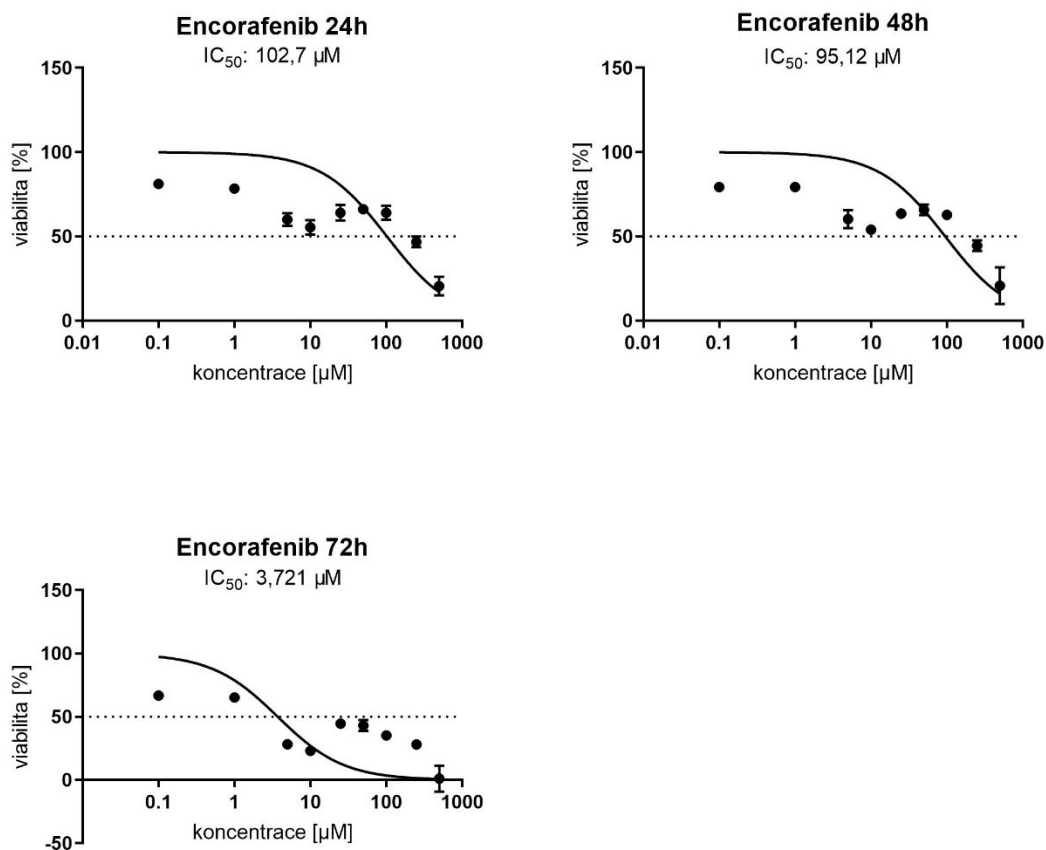 Encorafenib 24h
IC50: 102,7 µM
150
100
50
0
viabilita [%]
0.01 0.1 1 10 100 1000
koncentrace [µM]
Encorafenib 48h
IC50: 95,12 µM
150
100
50
0
viabilita [%]
0.01 0.1 1 10 100 1000
koncentrace [µM]
Encorafenib 72h
IC50: 3,721 µM
150
100
50
0
-50
viabilita [%]
0.1 1 10 100 1000
koncentrace [µM]